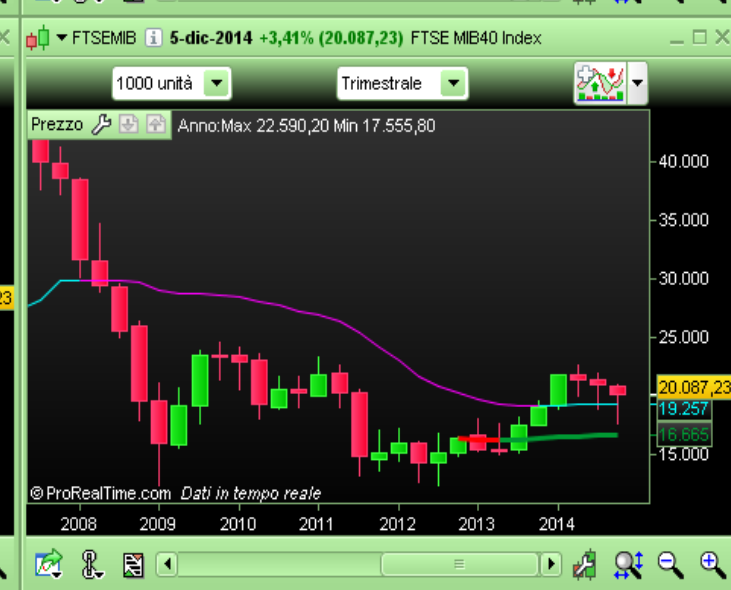 FTSEMIB i 5-dic-2014 +3,41% (20.087,23) FTSE MIB40 Index
1000 unità Trimestrale
Prezzo Anno:Max 22.590,20 Min 17.555,80
40.000
35.000
30.000
23
25.000
20.087,23
19.257
16.665
15.000
© ProRealTime.com Dati in tempo reale
2008 2009 2010 2011 2012 2013 2014